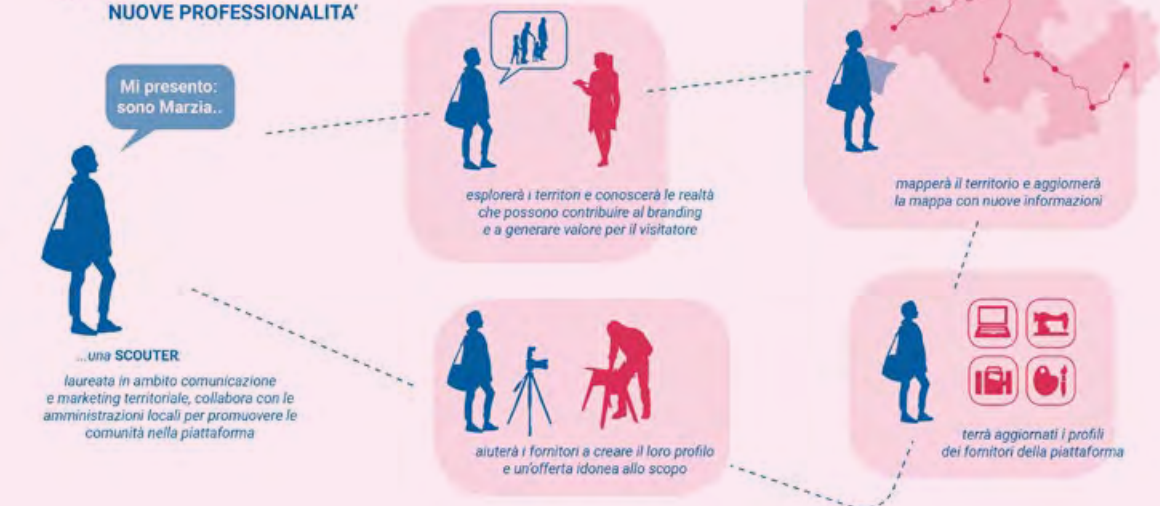 NUOVE PROFESSIONALITA'
Mi presento:
sono Marzia..
...una SCOUTER
laureata in ambito comunicazione
e marketing territoriale, collabora con le
amministrazioni locali per promuovere le
comunità nella piattaforma
esplorerà i territori e conoscerà le realtà
che possono contribuire al branding
e a generare valore per il visitatore
mapperà il territorio e aggiornerà
la mappa con nuove informazioni
aiuterà i fornitori a creare il loro profilo
e un'offerta idonea allo scopo
terrà aggiornati i profili
dei fornitori della piattaforma